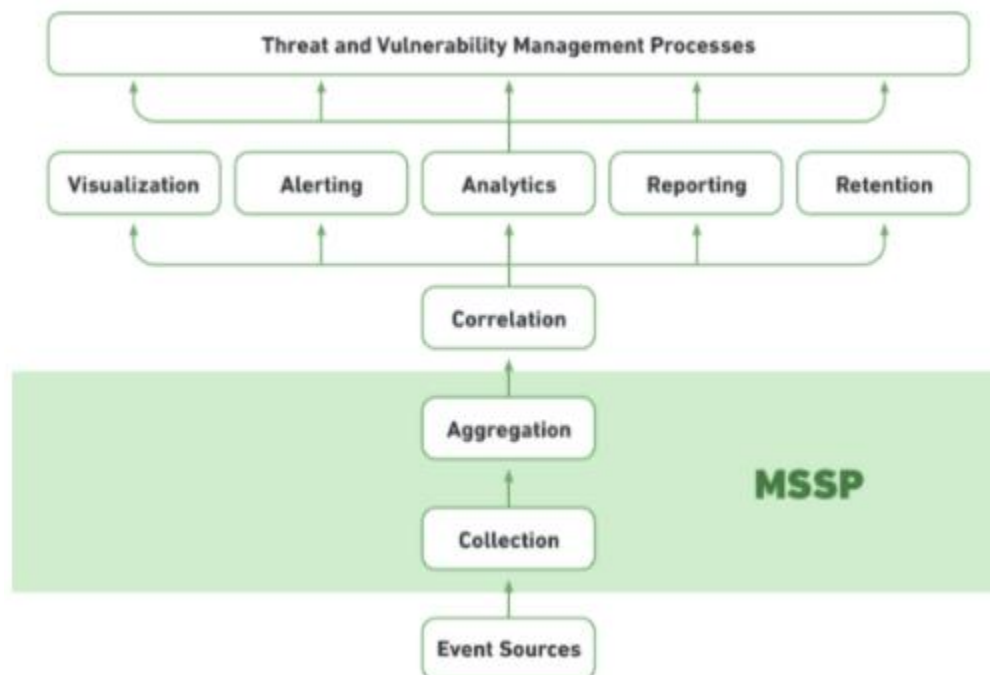 Threat and Vulnerability Management Processes
Visualization
Alerting
Analytics
Reporting
Retention
Correlation
Aggregation
MSSP
Collection
Event Sources